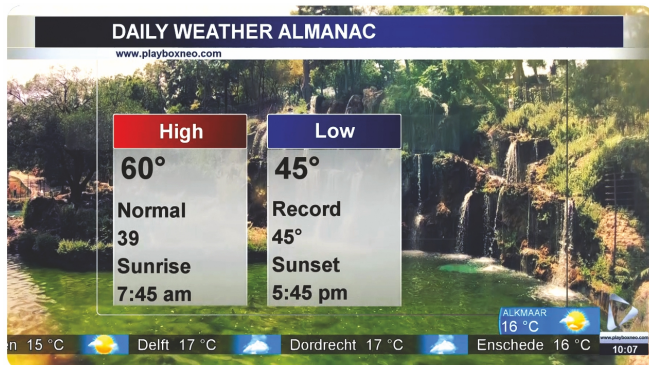 DAILY WEATHER ALMANAC
www.playboxneo.com
High
60°
Normal
39
Sunrise
7:45 am
Low
45°
Record
45°
Sunset
5:45 pm
ALKMAAR
16 °C
www.playboxneo.com
n 15 °C Delft 17 °C Dordrecht 17 °C Enschede 16 °C
10:07